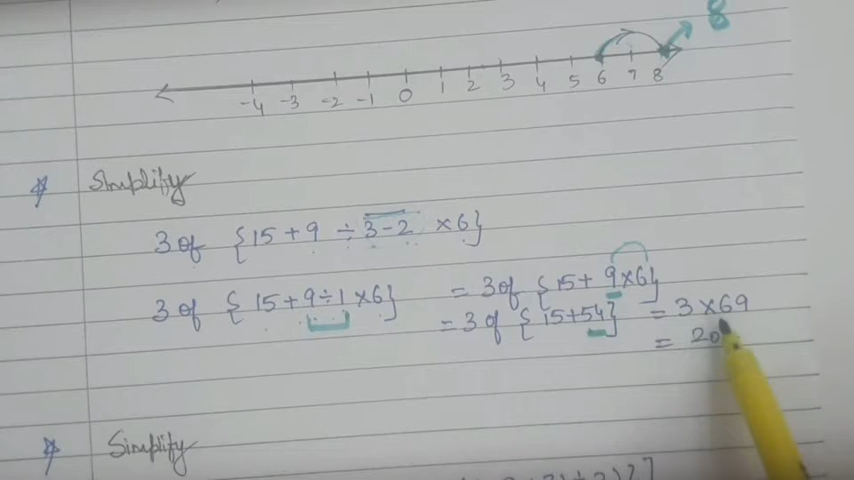 8
-4 -3 -2 -1 0 1 2 3 4 5 6 7 8
Simplify
3 of {15 + 9 ÷ 3̅-̅2̅ × 6}
3 of {15 + 9 ÷ 1 × 6} = 3 of {15 + 9 × 6}
= 3 of {15 + 54} = 3 × 69
= 20
Simplify